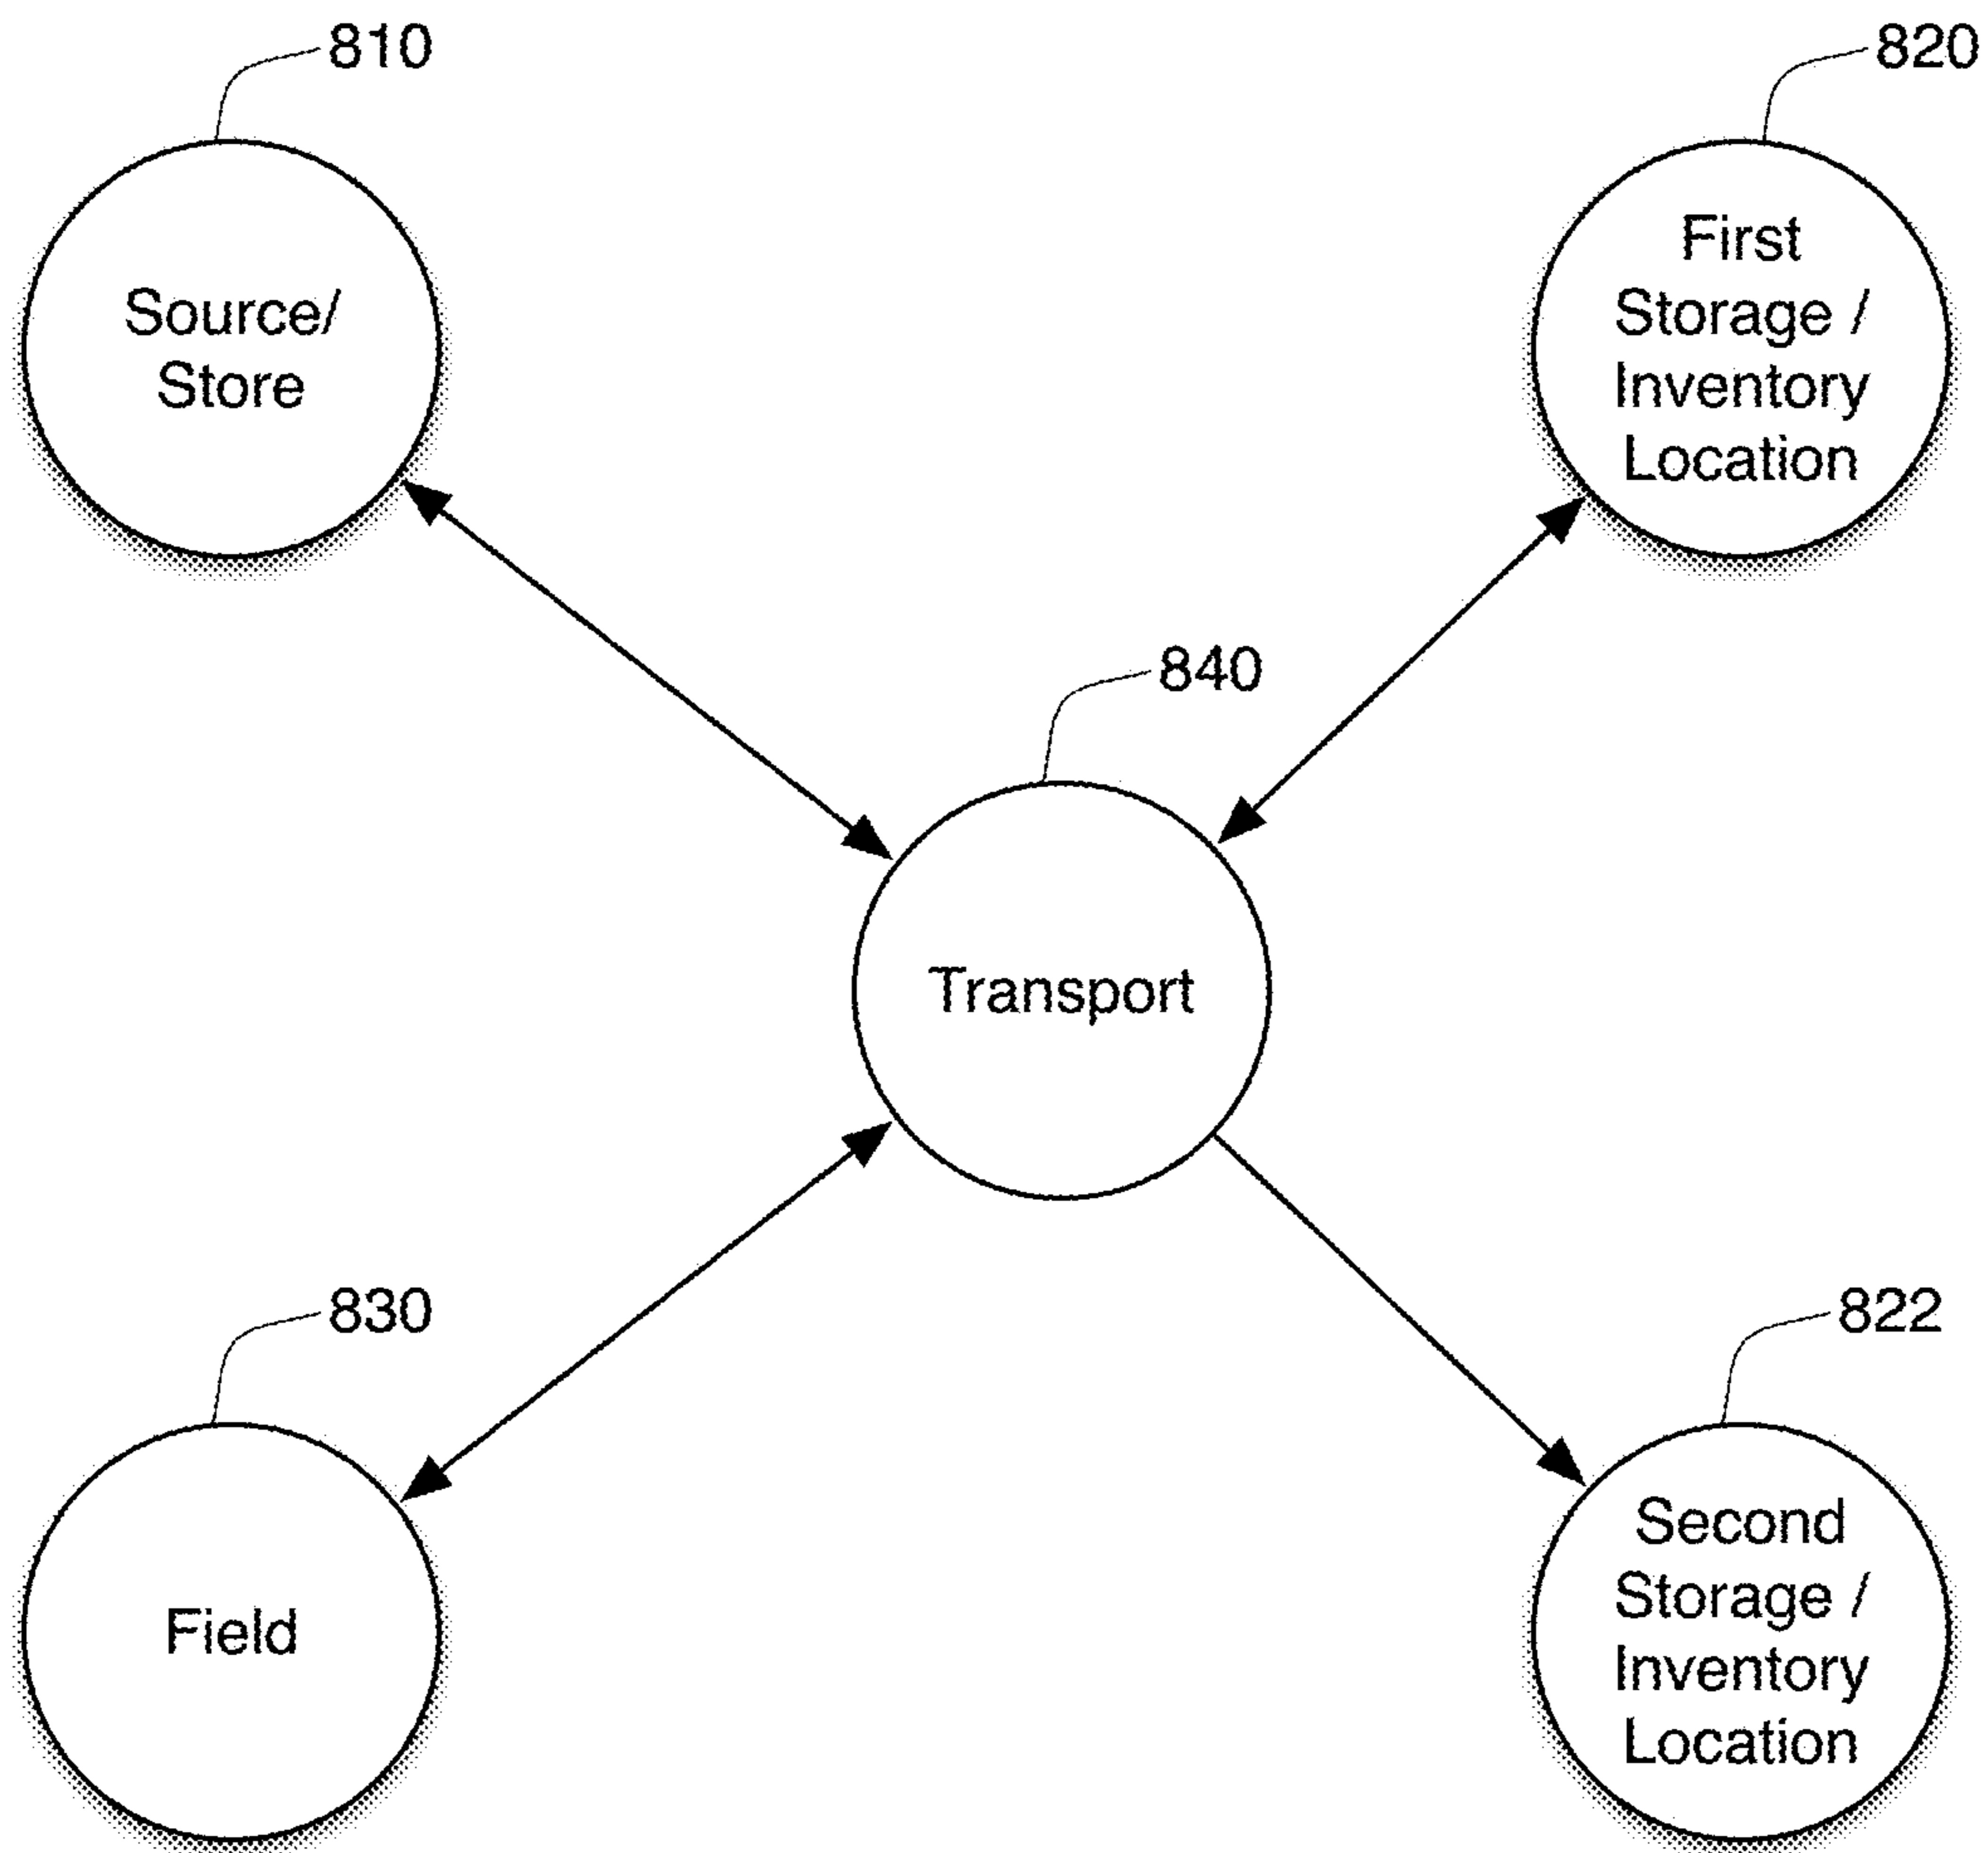 810
820
Source/
Store
First
Storage /
Inventory
Location
840
Transport
830
822
Field
Second
Storage /
Inventory
Location